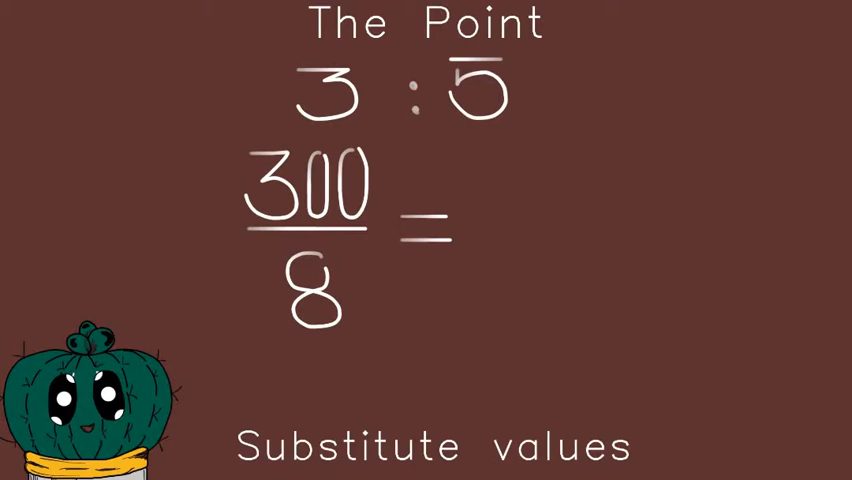 The Point
3 : 5
300
8
=
Substitute values